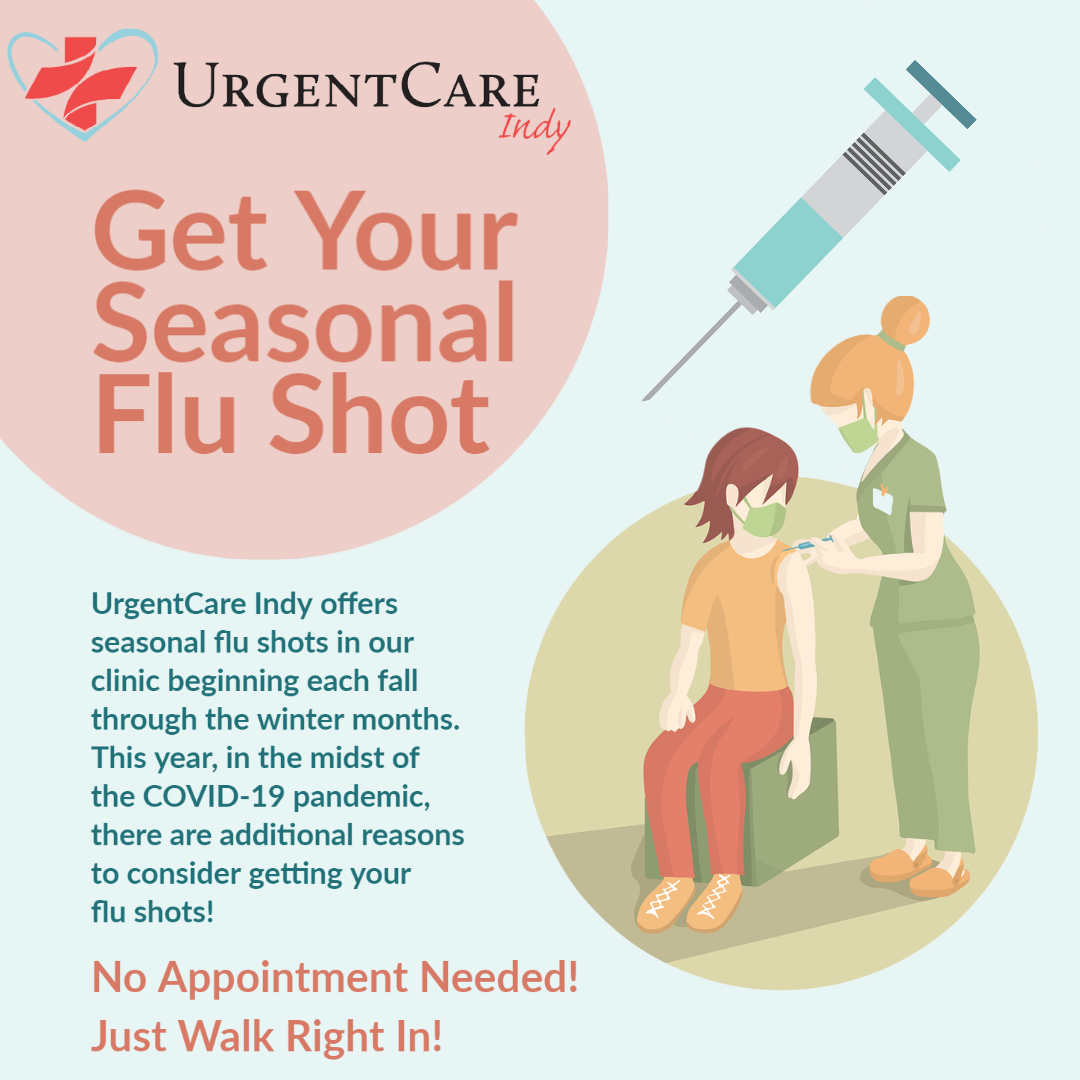 URGENTCARE
Indy
Get Your
Seasonal
Flu Shot
UrgentCare Indy offers
seasonal flu shots in our
clinic beginning each fall
through the winter months.
This year, in the midst of
the COVID-19 pandemic,
there are additional reasons
to consider getting your
flu shots!
No Appointment Needed!
Just Walk Right In!